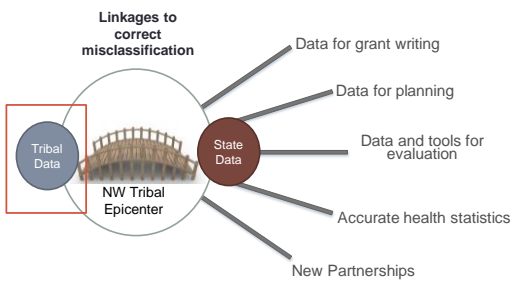 Linkages to
correct
misclassification
Data for grant writing
Data for planning
Tribal
Data
State
Data
Data and tools for
evaluation
NW Tribal
Epicenter
Accurate health statistics
New Partnerships